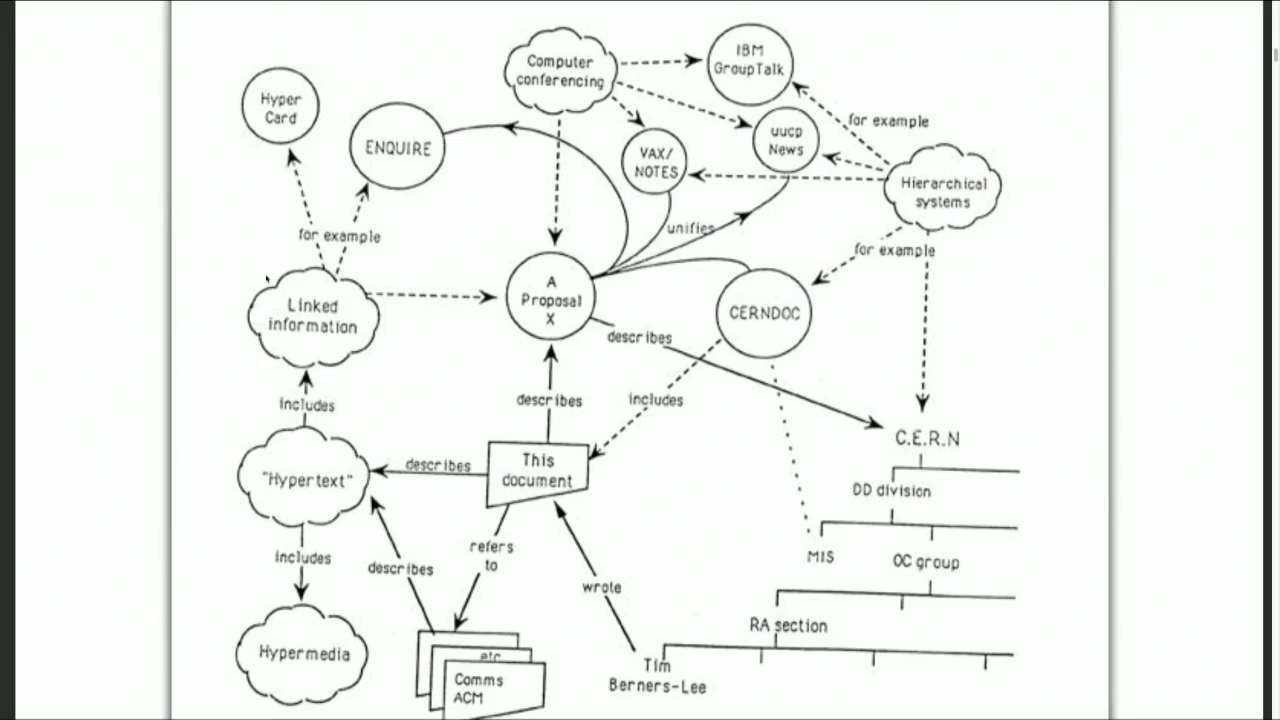 IBM
GroupTalk
Computer
conferencing
Hyper
Card
ENQUIRE
VAX/
NOTES
uucp
News
for example
Hierarchical
systems
unifies
for example
for example
Linked
information
A
Proposal
X
CERNDOC
describes
includes
describes
includes
C.E.R.N
describes
This
document
"Hypertext"
DD division
refers
to
includes
describes
MIS
OC group
wrote
RA section
Hypermedia
etc
Comms
ACM
Tim
Berners-Lee